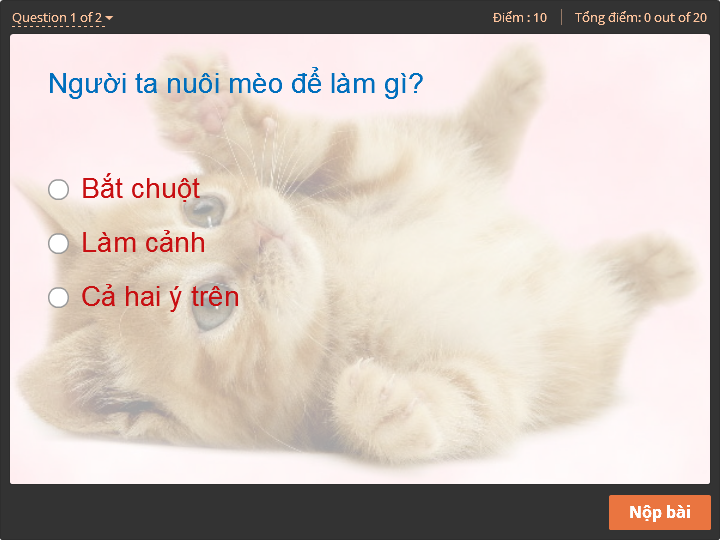 Question 1 of 2
Điểm : 10
Tổng điểm: 0 out of 20
Người ta nuôi mèo để làm gì?
Bắt chuột
Làm cảnh
Cả hai ý trên
Nộp bài